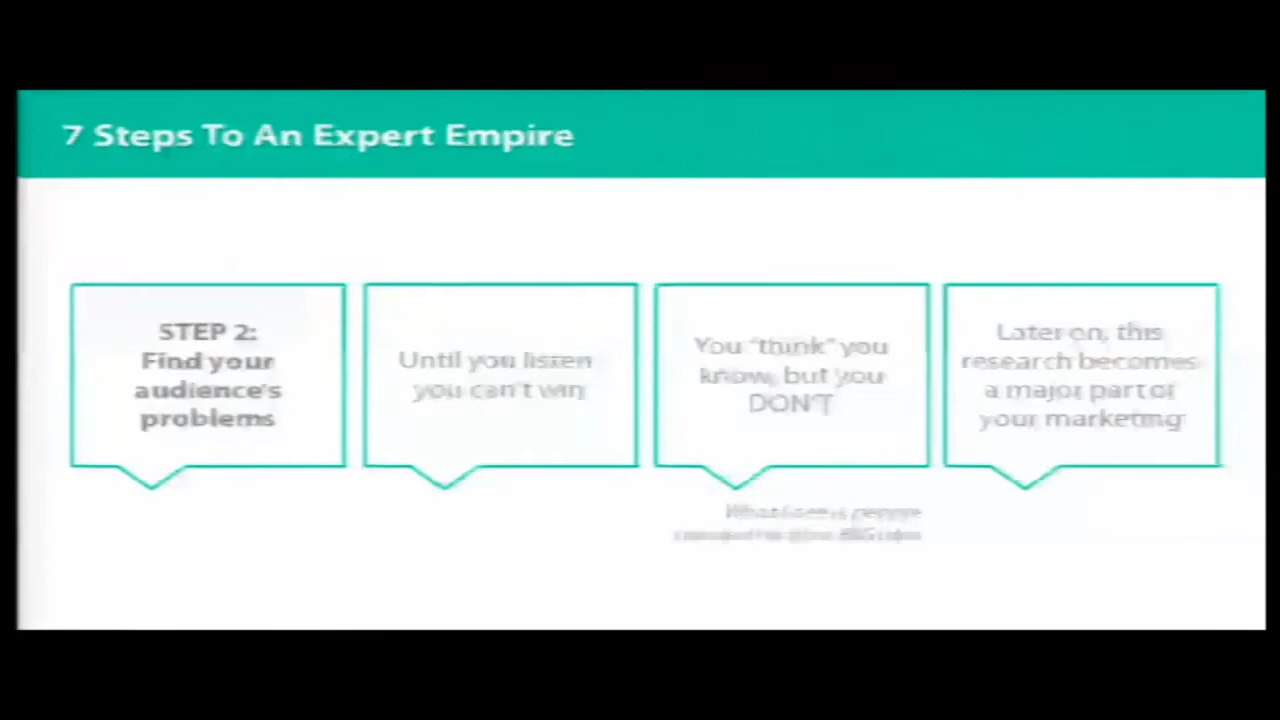 7 Steps To An Expert Empire
STEP 2:
Find your
audience's
problems
Until you listen
you can't win
You "think" you
know, but you
DON'T
Later on, this
research becomes
a major part of
your marketing
people